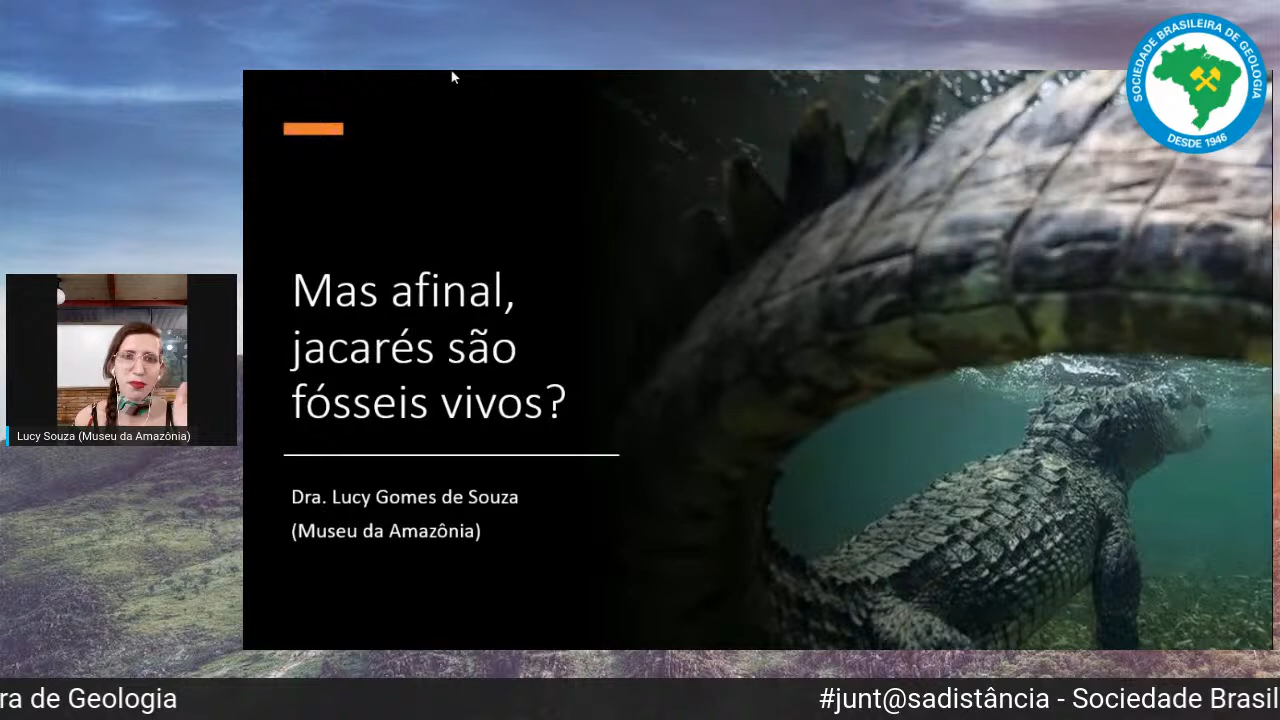 SOCIEDADE BRASILEIRA DE GEOLOGIA
DESDE 1946
Mas afinal,
jacarés são
fósseis vivos?
Dra. Lucy Gomes de Souza
(Museu da Amazônia)
Lucy Souza (Museu da Amazônia)
ra de Geologia
#junt@sadistância - Sociedade Brasil